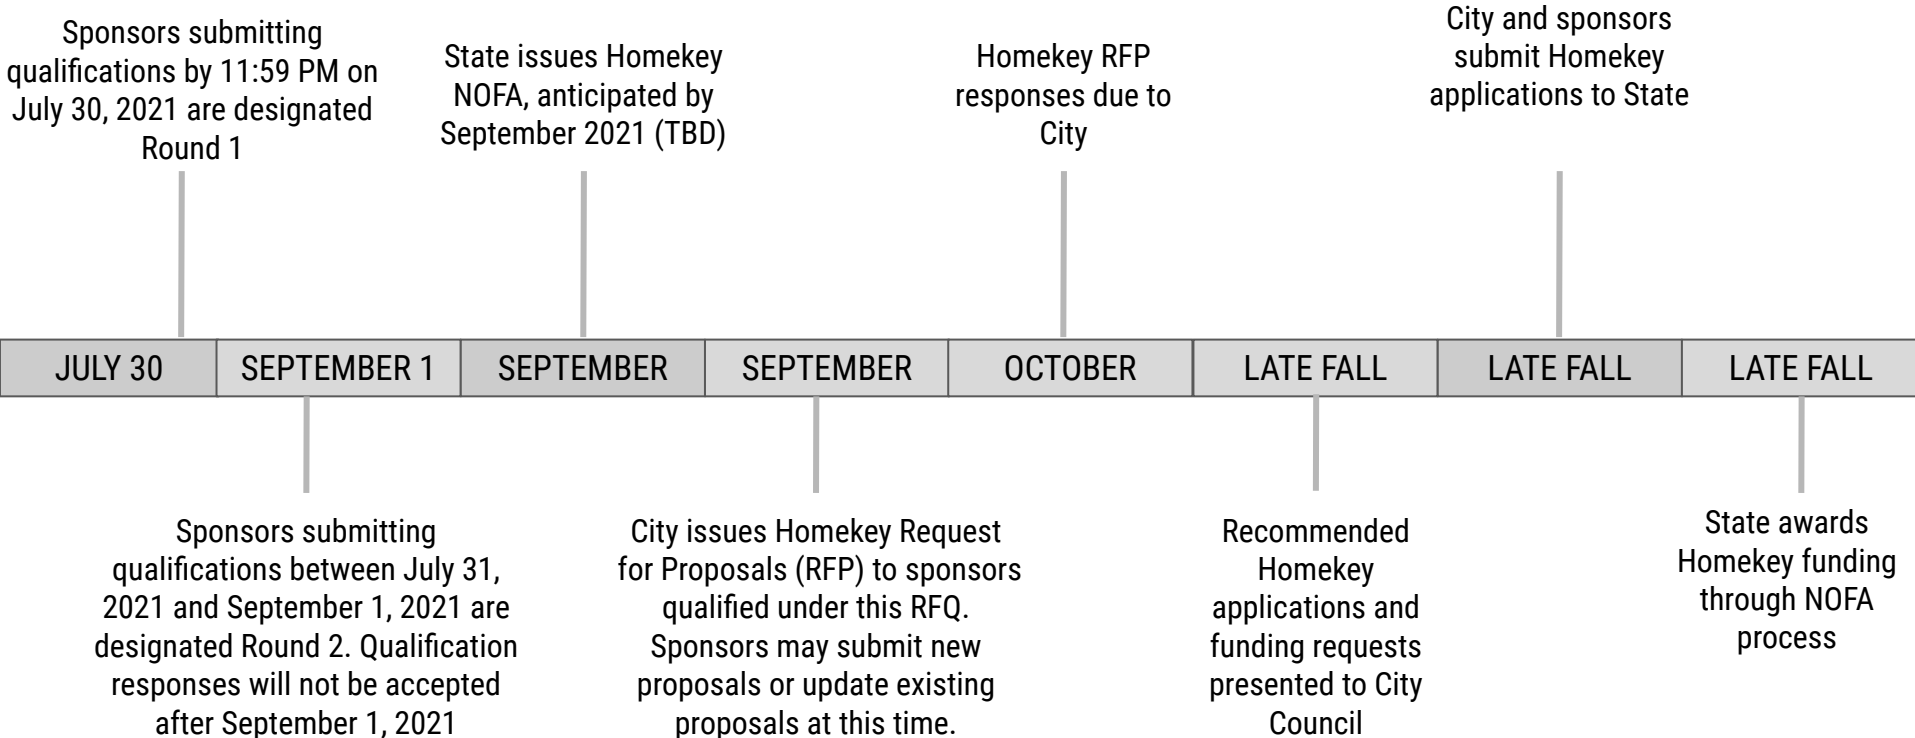 Sponsors submitting
qualifications by 11:59 PM on
July 30, 2021 are designated
Round 1
State issues Homekey
NOFA, anticipated by
September 2021 (TBD)
Homekey RFP
responses due to
City
City and sponsors
submit Homekey
applications to State
JULY 30
SEPTEMBER 1
SEPTEMBER
SEPTEMBER
OCTOBER
LATE FALL
LATE FALL
LATE FALL
Sponsors submitting
qualifications between July 31,
2021 and September 1, 2021 are
designated Round 2. Qualification
responses will not be accepted
after September 1, 2021
City issues Homekey Request
for Proposals (RFP) to sponsors
qualified under this RFQ.
Sponsors may submit new
proposals or update existing
proposals at this time.
Recommended
Homekey
applications and
funding requests
presented to City
Council
State awards
Homekey funding
through NOFA
process